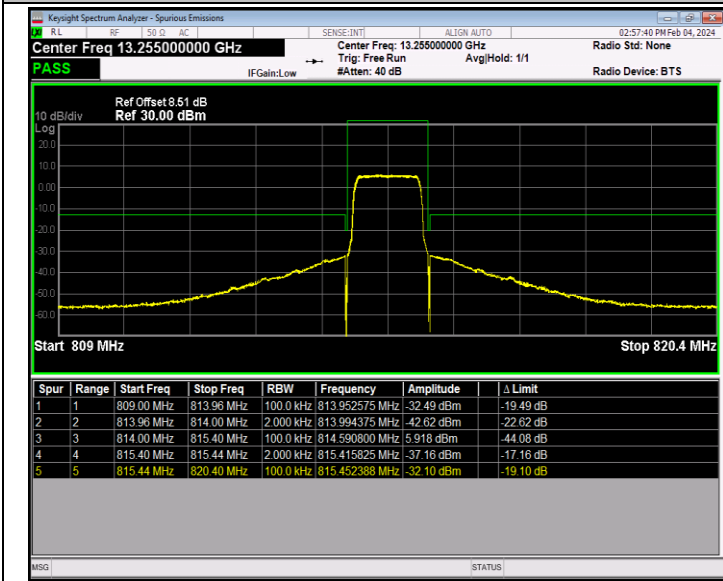 Keysight Spectrum Analyzer - Spurious Emissions
RL RF 50 Ω AC SENSE:INT ALIGN AUTO 02:57:40 PM Feb 04, 2024
Center Freq 13.255000000 GHz Center Freq: 13.255000000 GHz Radio Std: None
Trig: Free Run Avg|Hold: 1/1
PASS IFGain:Low #Atten: 40 dB Radio Device: BTS
Ref Offset 8.51 dB
10 dB/div Ref 30.00 dBm
Log
20.0
10.0
0.00
-10.0
-20.0
-30.0
-40.0
-50.0
-60.0
Start 809 MHz Stop 820.4 MHz
Spur Range Start Freq Stop Freq RBW Frequency Amplitude Δ Limit
1 1 809.00 MHz 813.96 MHz 100.0 kHz 813.952575 MHz -32.49 dBm -19.49 dB
2 2 813.96 MHz 814.00 MHz 2.000 kHz 813.994375 MHz -42.62 dBm -22.62 dB
3 3 814.00 MHz 815.40 MHz 100.0 kHz 814.590800 MHz 5.918 dBm -44.08 dB
4 4 815.40 MHz 815.44 MHz 2.000 kHz 815.415825 MHz -37.16 dBm -17.16 dB
5 5 815.44 MHz 820.40 MHz 100.0 kHz 815.452388 MHz -32.10 dBm -19.10 dB
MSG STATUS